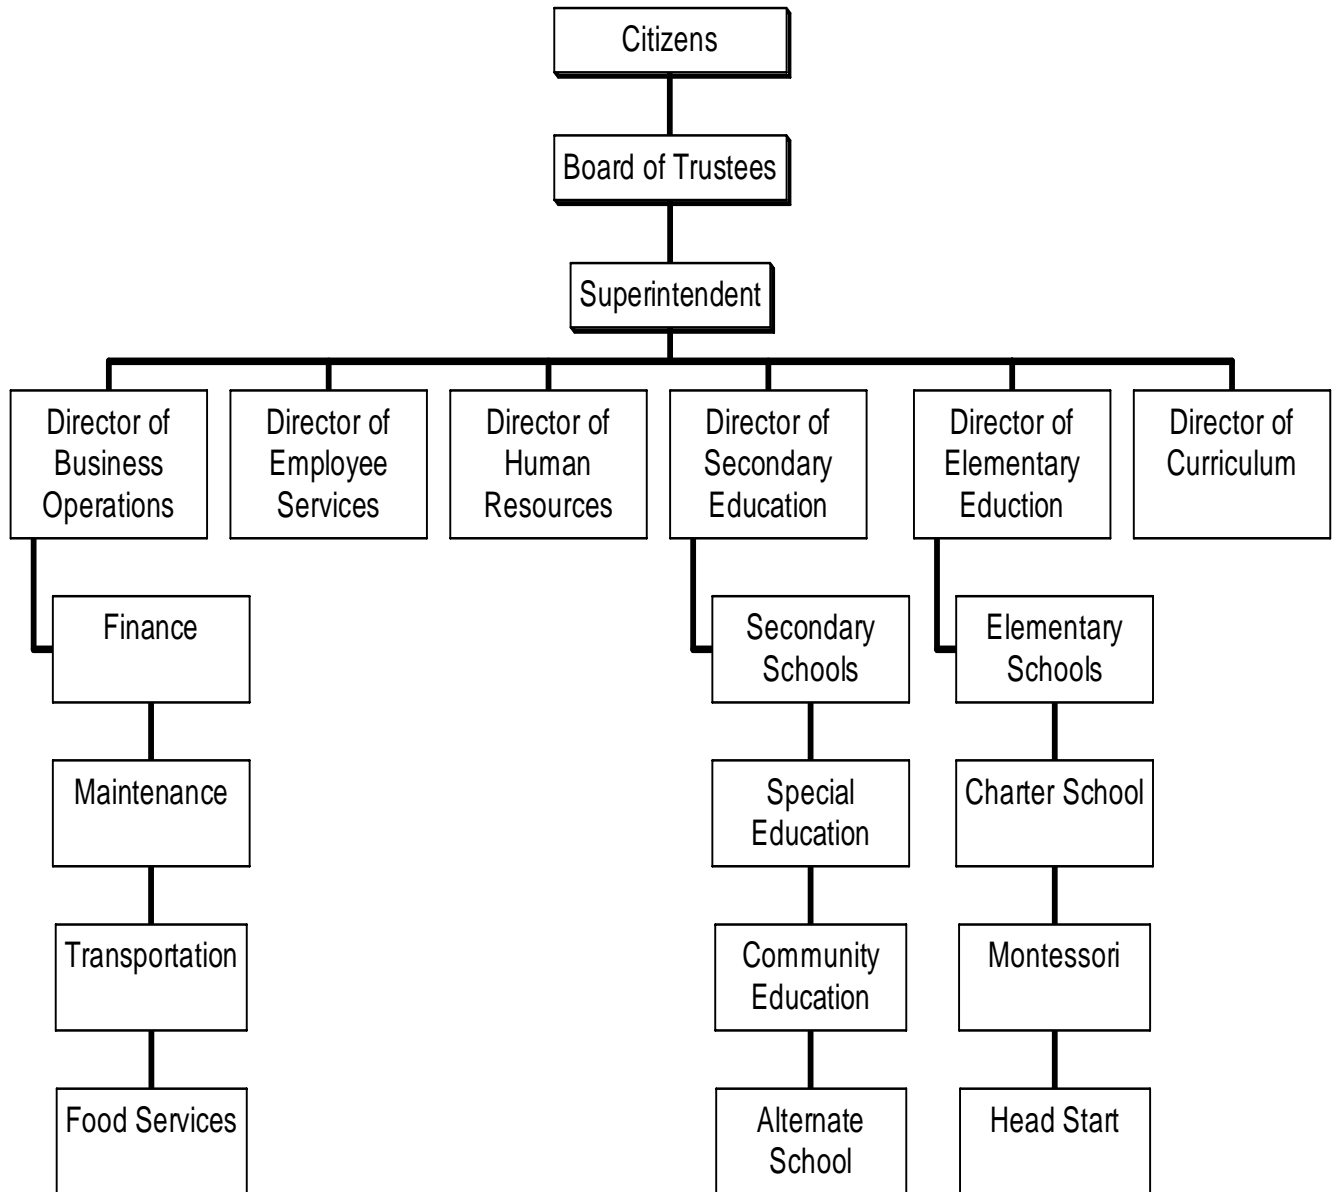 Citizens
Board of Trustees
Superintendent
Director of
Business
Operations
Director of
Employee
Services
Director of
Human
Resources
Director of
Secondary
Education
Director of
Elementary
Eduction
Director of
Curriculum
Finance
Maintenance
Transportation
Food Services
Secondary
Schools
Special
Education
Community
Education
Alternate
School
Elementary
Schools
Charter School
Montessori
Head Start